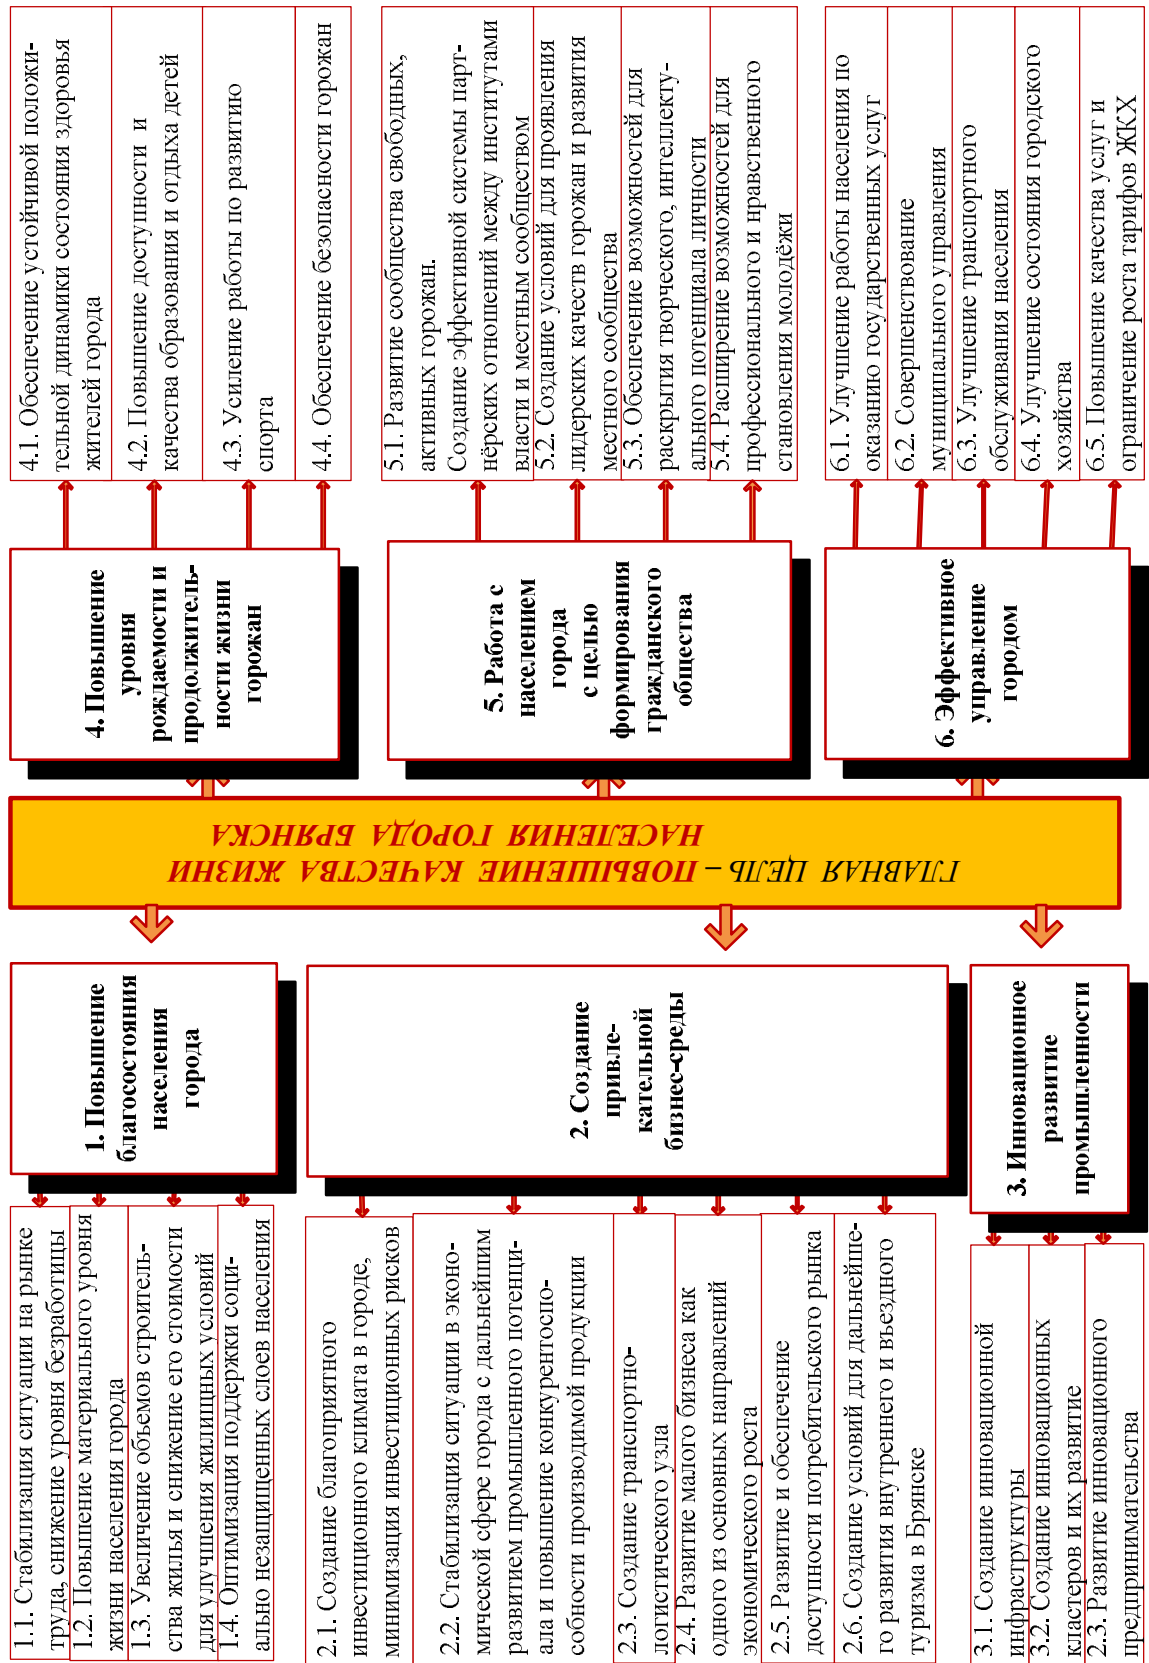 ГЛАВНАЯ ЦЕЛЬ – ПОВЫШЕНИЕ КАЧЕСТВА ЖИЗНИ
НАСЕЛЕНИЯ ГОРОДА БРЯНСКА
1. Повышение
благосостояния
населения
города
1.1. Стабилизация ситуации на рынке
труда, снижение уровня безработицы
1.2. Повышение материального уровня
жизни населения города
1.3. Увеличение объемов строитель-
ства жилья и снижение его стоимости
для улучшения жилищных условий
1.4. Оптимизация поддержки соци-
ально незащищенных слоев населения
2. Создание
привле-
кательной
бизнес-среды
2.1. Создание благоприятного
инвестиционного климата в городе,
минимизация инвестиционных рисков
2.2. Стабилизация ситуации в эконо-
мической сфере города с дальнейшим
развитием промышленного потенци-
ала и повышение конкурентоспо-
собности производимой продукции
2.3. Создание транспортно-
логистического узла
2.4. Развитие малого бизнеса как
одного из основных направлений
экономического роста
2.5. Развитие и обеспечение
доступности потребительского рынка
2.6. Создание условий для дальнейше-
го развития внутреннего и въездного
туризма в Брянске
3. Инновационное
развитие
промышленности
3.1. Создание инновационной
инфраструктуры
3.2. Создание инновационных
кластеров и их развитие
2.3. Развитие инновационного
предпринимательства
4. Повышение
уровня
рождаемости и
продолжитель-
ности жизни
горожан
4.1. Обеспечение устойчивой положи-
тельной динамики состояния здоровья
жителей города
4.2. Повышение доступности и
качества образования и отдыха детей
4.3. Усиление работы по развитию
спорта
4.4. Обеспечение безопасности горожан
5. Работа с
населением
города
с целью
формирования
гражданского
общества
5.1. Развитие сообщества свободных,
активных горожан.
Создание эффективной системы парт-
нёрских отношений между институтами
власти и местным сообществом
5.2. Создание условий для проявления
лидерских качеств горожан и развития
местного сообщества
5.3. Обеспечение возможностей для
раскрытия творческого, интеллекту-
ального потенциала личности
5.4. Расширение возможностей для
профессионального и нравственного
становления молодёжи
6. Эффективное
управление
городом
6.1. Улучшение работы населения по
оказанию государственных услуг
6.2. Совершенствование
муниципального управления
6.3. Улучшение транспортного
обслуживания населения
6.4. Улучшение состояния городского
хозяйства
6.5. Повышение качества услуг и
ограничение роста тарифов ЖКХ